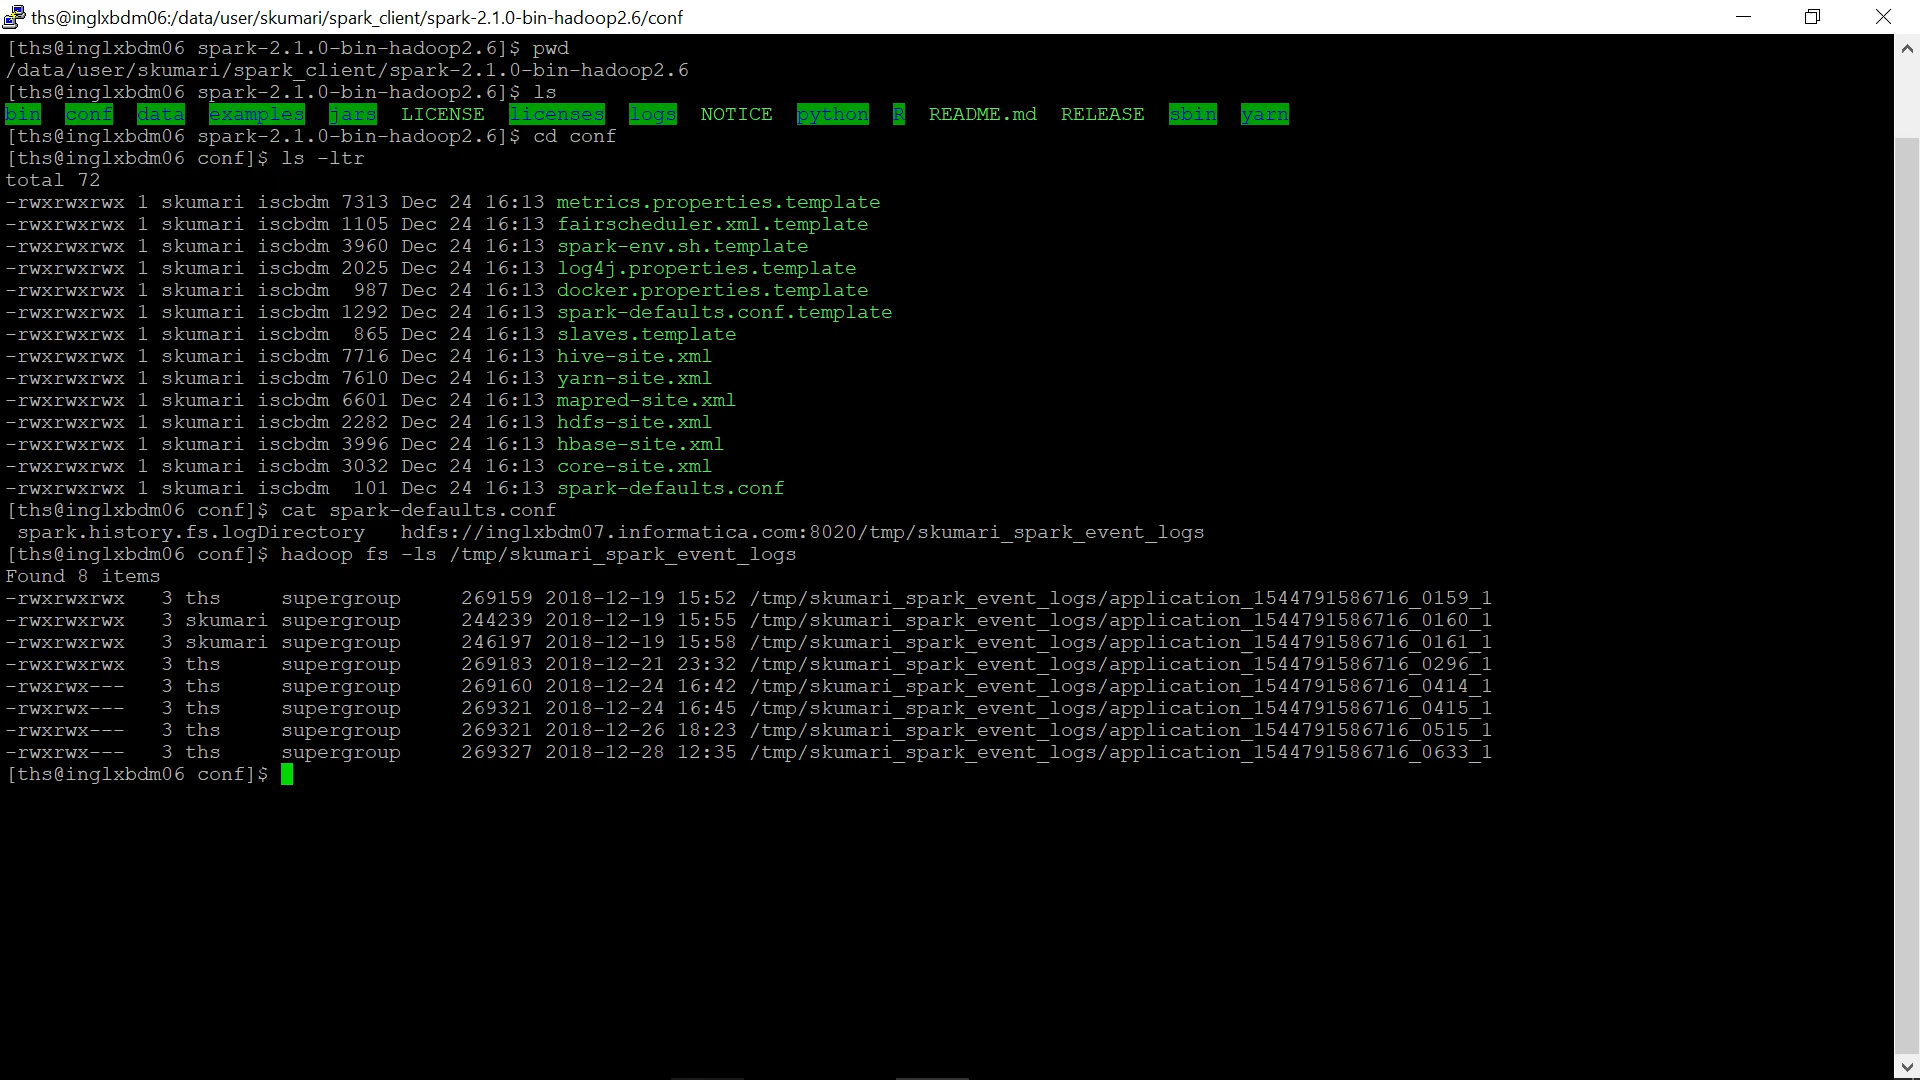 ths@inglxbdm06:/data/user/skumari/spark_client/spark-2.1.0-bin-hadoop2.6/conf
[ths@inglxbdm06 spark-2.1.0-bin-hadoop2.6]$ pwd
/data/user/skumari/spark_client/spark-2.1.0-bin-hadoop2.6
[ths@inglxbdm06 spark-2.1.0-bin-hadoop2.6]$ ls
bin  conf  data  examples  jars  LICENSE  licenses  logs  NOTICE  python  R  README.md  RELEASE  sbin  yarn
[ths@inglxbdm06 spark-2.1.0-bin-hadoop2.6]$ cd conf
[ths@inglxbdm06 conf]$ ls -ltr
total 72
-rwxrwxrwx 1 skumari iscbdm 7313 Dec 24 16:13 metrics.properties.template
-rwxrwxrwx 1 skumari iscbdm 1105 Dec 24 16:13 fairscheduler.xml.template
-rwxrwxrwx 1 skumari iscbdm 3960 Dec 24 16:13 spark-env.sh.template
-rwxrwxrwx 1 skumari iscbdm 2025 Dec 24 16:13 log4j.properties.template
-rwxrwxrwx 1 skumari iscbdm  987 Dec 24 16:13 docker.properties.template
-rwxrwxrwx 1 skumari iscbdm 1292 Dec 24 16:13 spark-defaults.conf.template
-rwxrwxrwx 1 skumari iscbdm  865 Dec 24 16:13 slaves.template
-rwxrwxrwx 1 skumari iscbdm 7716 Dec 24 16:13 hive-site.xml
-rwxrwxrwx 1 skumari iscbdm 7610 Dec 24 16:13 yarn-site.xml
-rwxrwxrwx 1 skumari iscbdm 6601 Dec 24 16:13 mapred-site.xml
-rwxrwxrwx 1 skumari iscbdm 2282 Dec 24 16:13 hdfs-site.xml
-rwxrwxrwx 1 skumari iscbdm 3996 Dec 24 16:13 hbase-site.xml
-rwxrwxrwx 1 skumari iscbdm 3032 Dec 24 16:13 core-site.xml
-rwxrwxrwx 1 skumari iscbdm  101 Dec 24 16:13 spark-defaults.conf
[ths@inglxbdm06 conf]$ cat spark-defaults.conf
 spark.history.fs.logDirectory   hdfs://inglxbdm07.informatica.com:8020/tmp/skumari_spark_event_logs
[ths@inglxbdm06 conf]$ hadoop fs -ls /tmp/skumari_spark_event_logs
Found 8 items
-rwxrwxrwx   3 ths     supergroup     269159 2018-12-19 15:52 /tmp/skumari_spark_event_logs/application_1544791586716_0159_1
-rwxrwxrwx   3 skumari supergroup     244239 2018-12-19 15:55 /tmp/skumari_spark_event_logs/application_1544791586716_0160_1
-rwxrwxrwx   3 skumari supergroup     246197 2018-12-19 15:58 /tmp/skumari_spark_event_logs/application_1544791586716_0161_1
-rwxrwxrwx   3 ths     supergroup     269183 2018-12-21 23:32 /tmp/skumari_spark_event_logs/application_1544791586716_0296_1
-rwxrwx---   3 ths     supergroup     269160 2018-12-24 16:42 /tmp/skumari_spark_event_logs/application_1544791586716_0414_1
-rwxrwx---   3 ths     supergroup     269321 2018-12-24 16:45 /tmp/skumari_spark_event_logs/application_1544791586716_0415_1
-rwxrwx---   3 ths     supergroup     269321 2018-12-26 18:23 /tmp/skumari_spark_event_logs/application_1544791586716_0515_1
-rwxrwx---   3 ths     supergroup     269327 2018-12-28 12:35 /tmp/skumari_spark_event_logs/application_1544791586716_0633_1
[ths@inglxbdm06 conf]$